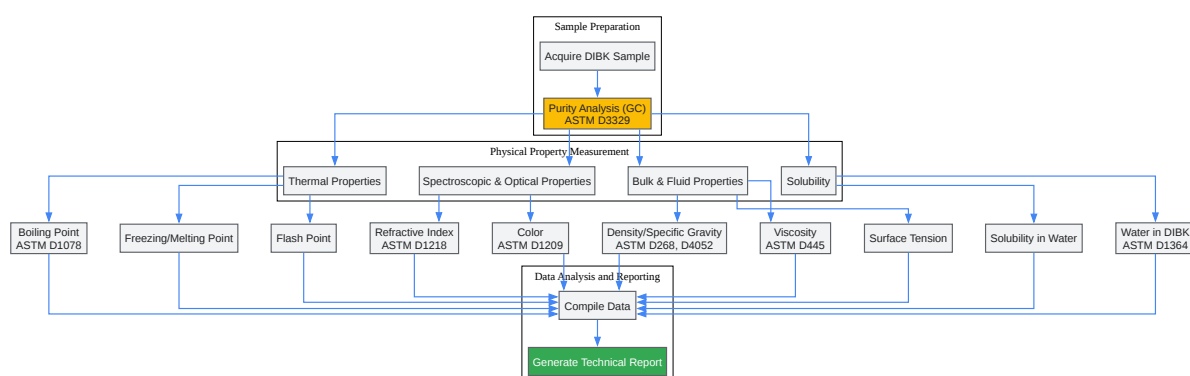 Sample Preparation
Acquire DIBK Sample
Purity Analysis (GC)
ASTM D3329
Physical Property Measurement
Thermal Properties
Spectroscopic & Optical Properties
Bulk & Fluid Properties
Solubility
Boiling Point
ASTM D1078
Freezing/Melting Point
Flash Point
Refractive Index
ASTM D1218
Color
ASTM D1209
Density/Specific Gravity
ASTM D268, D4052
Viscosity
ASTM D445
Surface Tension
Solubility in Water
Water in DIBK
ASTM D1364
Data Analysis and Reporting
Compile Data
Generate Technical Report